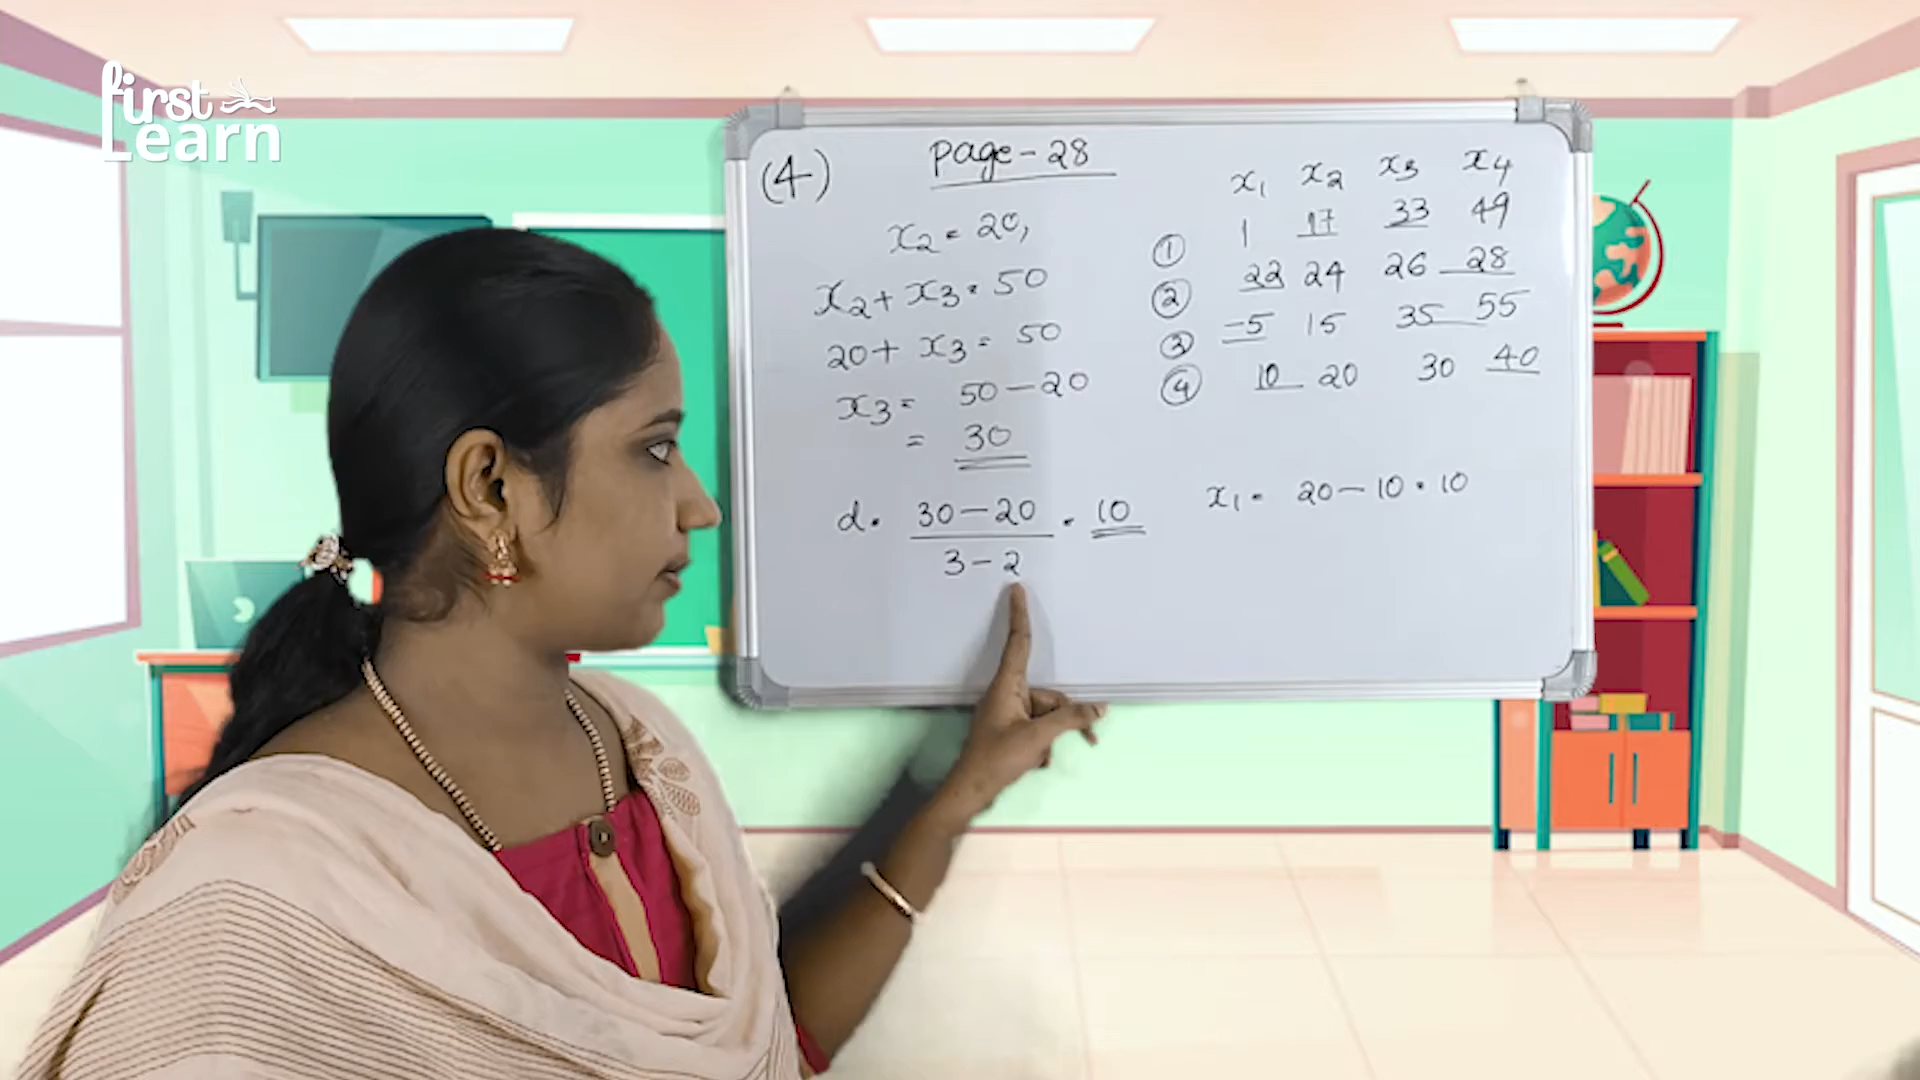 First
Learn
(4)
Page - 28
x2 = 20,
x2 + x3 = 50
20 + x3 = 50
x3 = 50 - 20
= 30
d = 30 - 20 / 3 - 2 = 10
x1 x2 x3 x4
① 1 17 33 49
② 22 24 26 28
③ -5 15 35 55
④ 10 20 30 40
x1 = 20 - 10 = 10